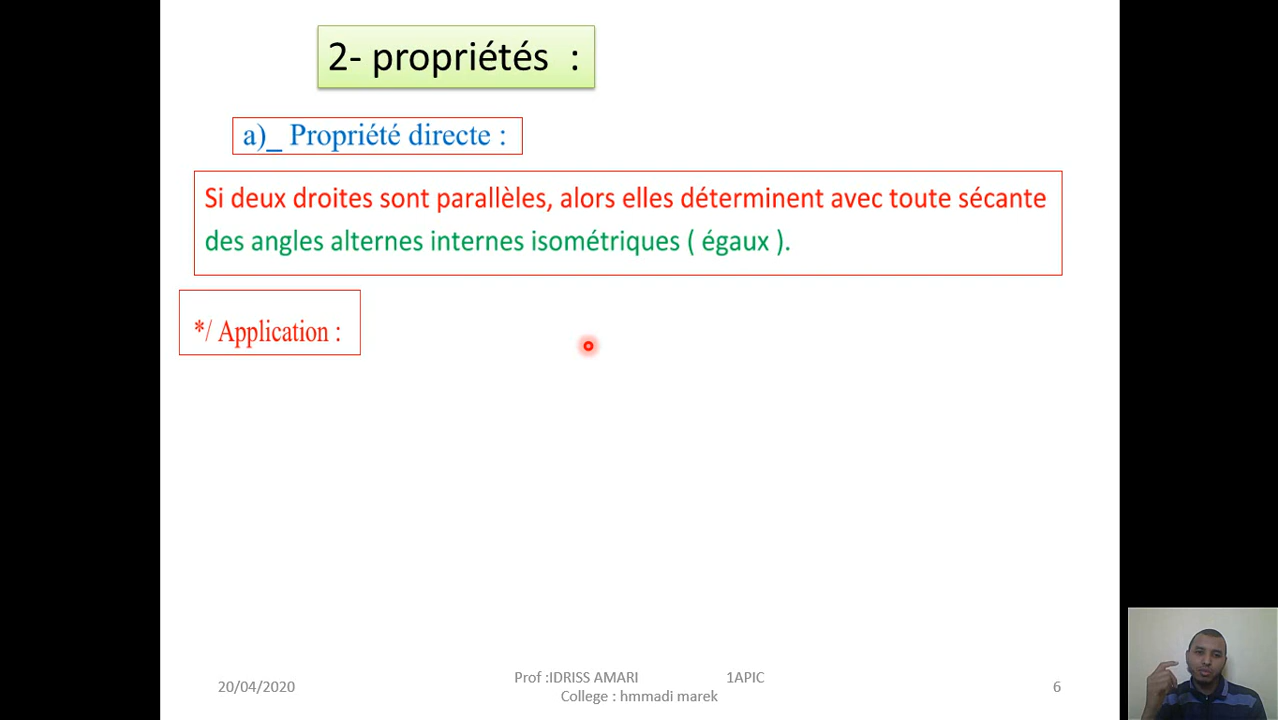 2- propriétés :
a)_ Propriété directe :
Si deux droites sont parallèles, alors elles déterminent avec toute sécante
des angles alternes internes isométriques ( égaux ).
*/ Application :
20/04/2020
Prof :IDRISS AMARI 1APIC
College : hmmadi marek
6